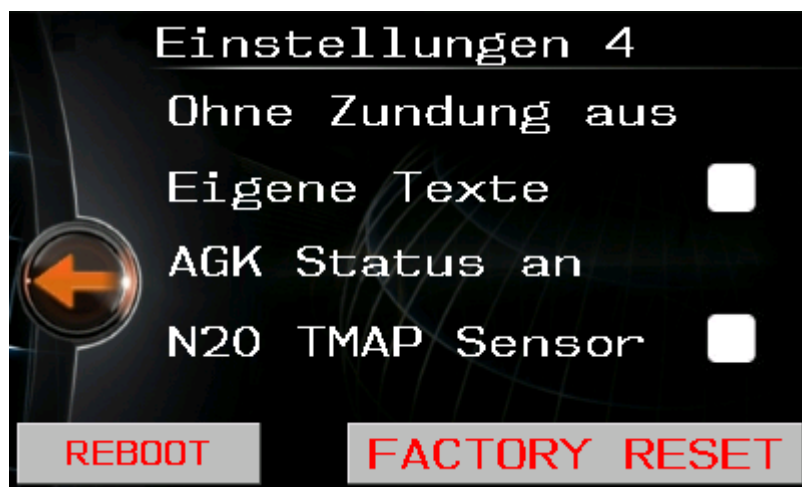 Einstellungen 4
Ohne Zundung aus
Eigene Texte
AGK Status an
N20 TMAP Sensor
REBOOT
FACTORY RESET